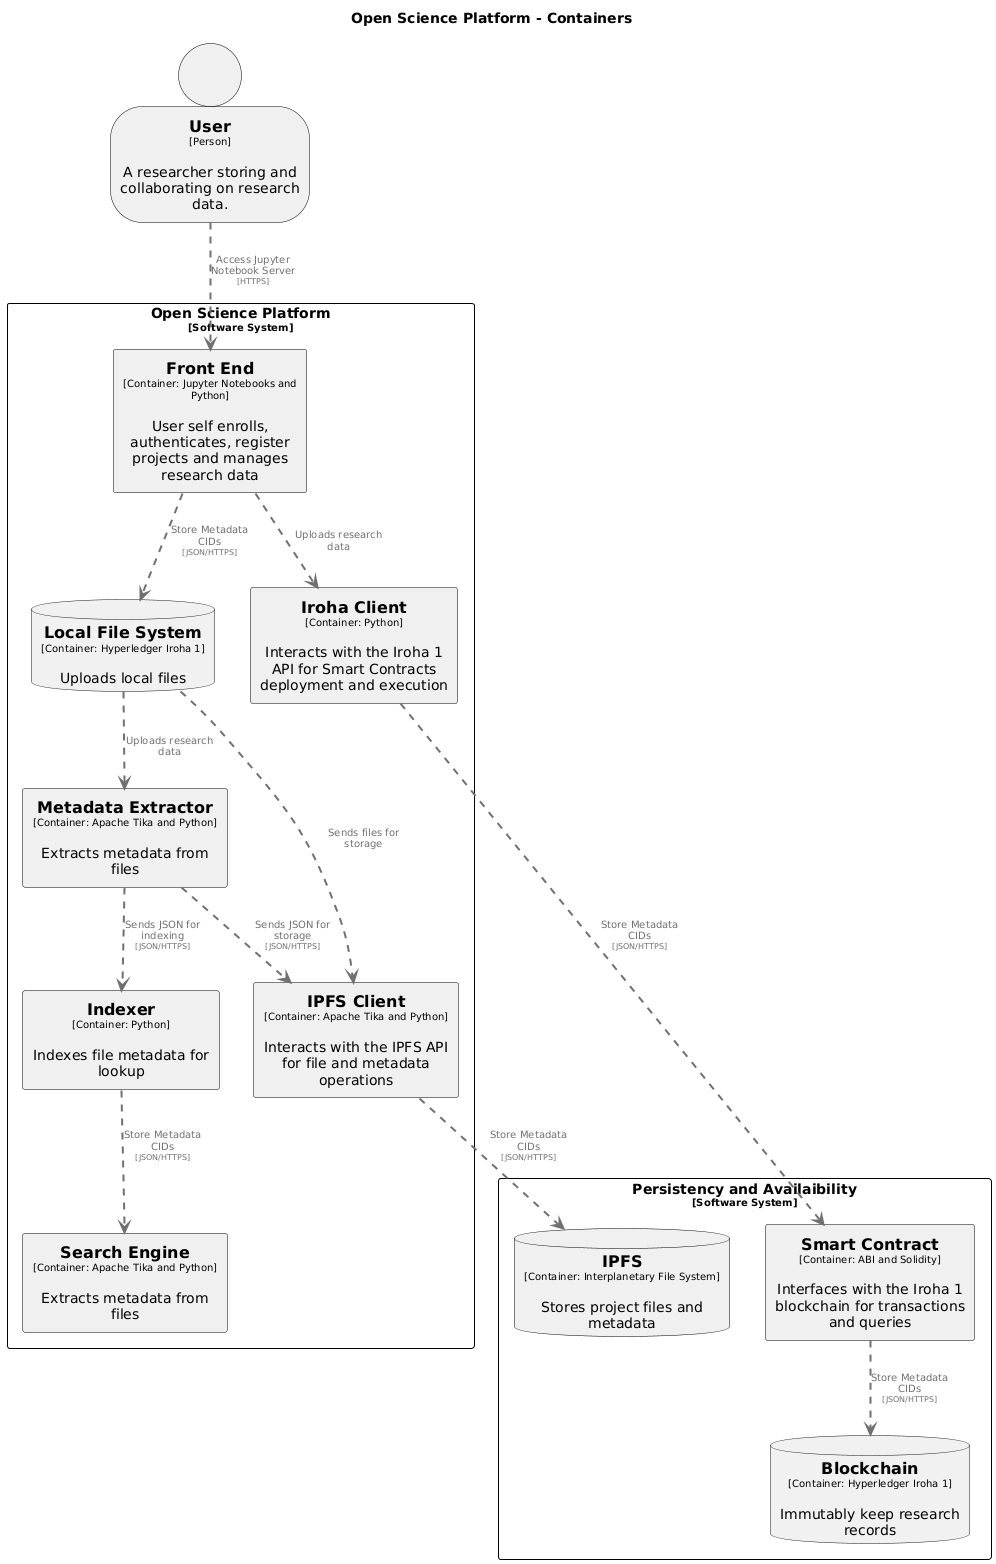 Open Science Platform - Containers
User
[Person]
A researcher storing and
collaborating on research
data.
Access Jupyter
Notebook Server
[HTTPS]
Open Science Platform
[Software System]
Front End
[Container: Jupyter Notebooks and
Python]
User self enrolls,
authenticates, register
projects and manages
research data
Store Metadata
CIDs
[JSON/HTTPS]
Uploads research
data
Local File System
[Container: Hyperledger Iroha 1]
Uploads local files
Iroha Client
[Container: Python]
Interacts with the Iroha 1
API for Smart Contracts
deployment and execution
Uploads research
data
Metadata Extractor
[Container: Apache Tika and Python]
Extracts metadata from
files
Sends files for
storage
Sends JSON for
indexing
[JSON/HTTPS]
Sends JSON for
storage
[JSON/HTTPS]
Store Metadata
CIDs
[JSON/HTTPS]
Indexer
[Container: Python]
Indexes file metadata for
lookup
IPFS Client
[Container: Apache Tika and Python]
Interacts with the IPFS API
for file and metadata
operations
Store Metadata
CIDs
[JSON/HTTPS]
Store Metadata
CIDs
[JSON/HTTPS]
Search Engine
[Container: Apache Tika and Python]
Extracts metadata from
files
Persistency and Availaibility
[Software System]
IPFS
[Container: Interplanetary File System]
Stores project files and
metadata
Smart Contract
[Container: ABI and Solidity]
Interfaces with the Iroha 1
blockchain for transactions
and queries
Store Metadata
CIDs
[JSON/HTTPS]
Blockchain
[Container: Hyperledger Iroha 1]
Immutably keep research
records